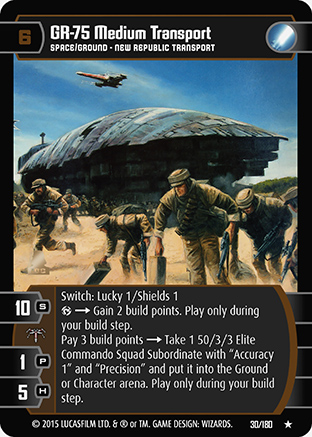 6
GR-75 Medium Transport
SPACE/GROUND - NEW REPUBLIC TRANSPORT
10 S
1 P
5 H
Switch: Lucky 1/Shields 1
→ Gain 2 build points. Play only during
your build step.
Pay 3 build points → Take 1 50/3/3 Elite
Commando Squad Subordinate with “Accuracy
1” and “Precision” and put it into the Ground
or Character arena. Play only during your build
step.
© 2015 LUCASFILM LTD. & ® OR TM. GAME DESIGN: WIZARDS. 30/180